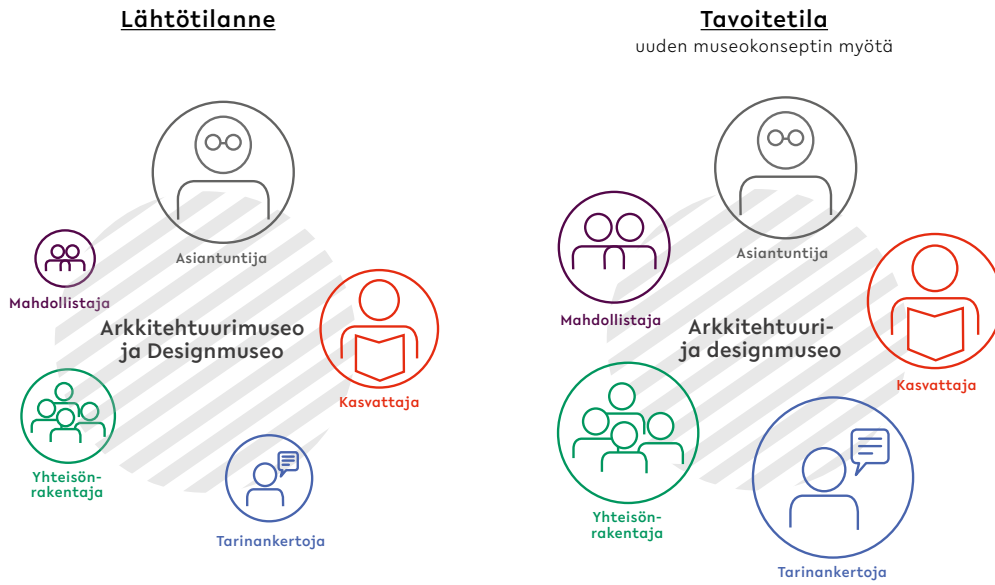 Lähtötilanne
Asiantuntija
Mahdollistaja
Arkkitehtuurimuseo
ja Designmuseo
Kasvattaja
Yhteisön-
rakentaja
Tarinankertoja
Tavoitetila
uuden museokonseptin myötä
Asiantuntija
Mahdollistaja
Arkkitehtuuri-
ja designmuseo
Kasvattaja
Yhteisön-
rakentaja
Tarinankertoja